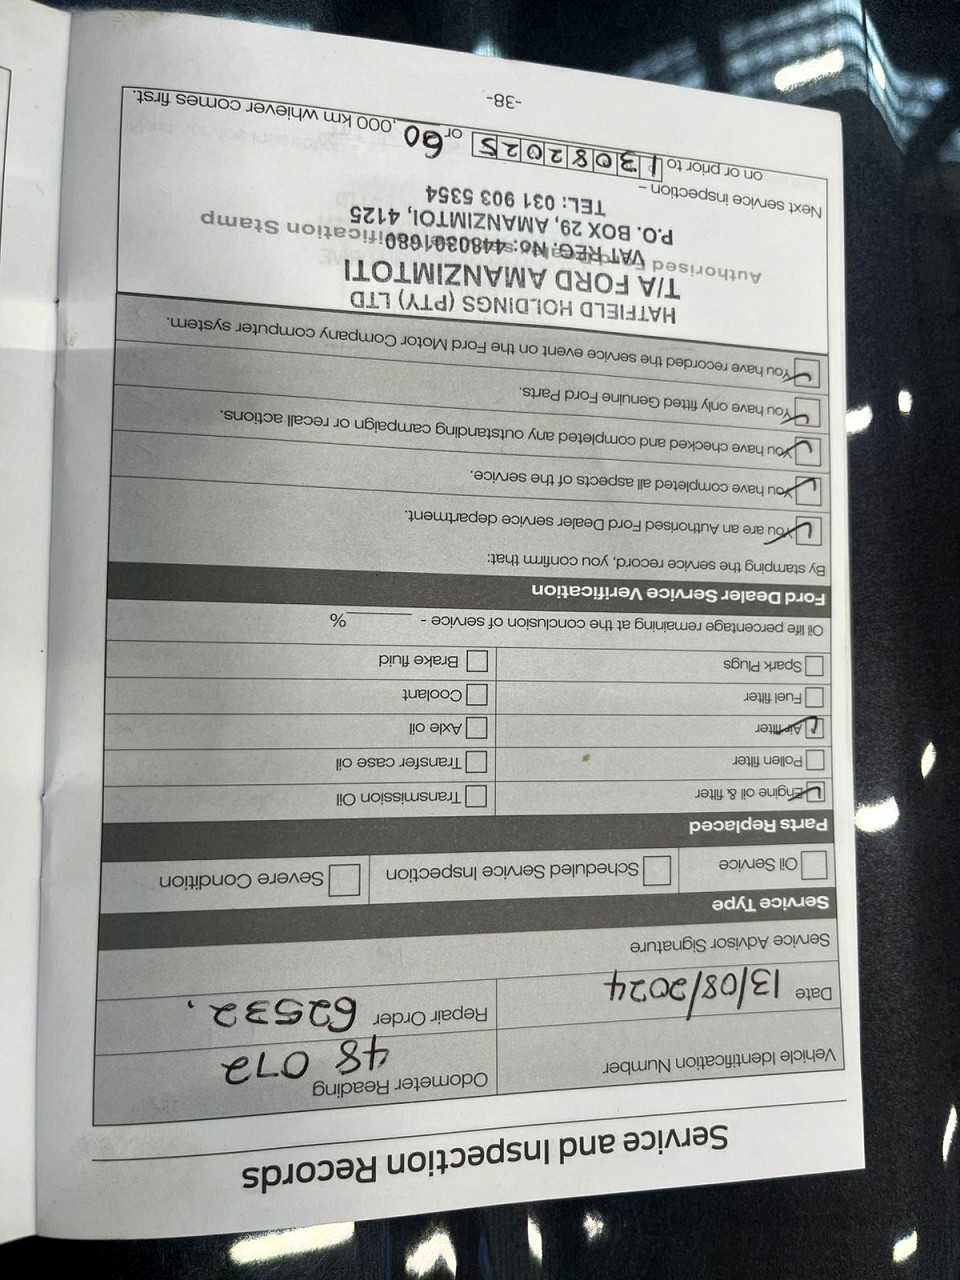 Service and Inspection Records
Vehicle Identification Number
Odometer Reading
48 072
Date 13/08/2024
Repair Order 62532,
Service Advisor Signature
Service Type
Oil Service
Scheduled Service Inspection
Severe Condition
Parts Replaced
Engine oil & filter
Transmission Oil
Pollen filter
Transfer case oil
Air filter
Axle oil
Fuel filter
Coolant
Spark Plugs
Brake fluid
Oil life percentage remaining at the conclusion of service - ______ %
Ford Dealer Service Verification
By stamping the service record, you confirm that:
You are an Authorised Ford Dealer service department.
You have completed all aspects of the service.
You have checked and completed any outstanding campaign or recall actions.
You have only fitted Genuine Ford Parts.
You have recorded the service event on the Ford Motor Company computer system.
HATFIELD HOLDINGS (PTY) LTD
T/A FORD AMANZIMTOTI
Authorised Ford Dealer Verification Stamp
VAT REG. No: 4480301680
P.O. BOX 29, AMANZIMTOI, 4125
TEL: 031 903 5354
Next service inspection -
on or prior to 13082025 or 60,000 km whiever comes first.
-38-